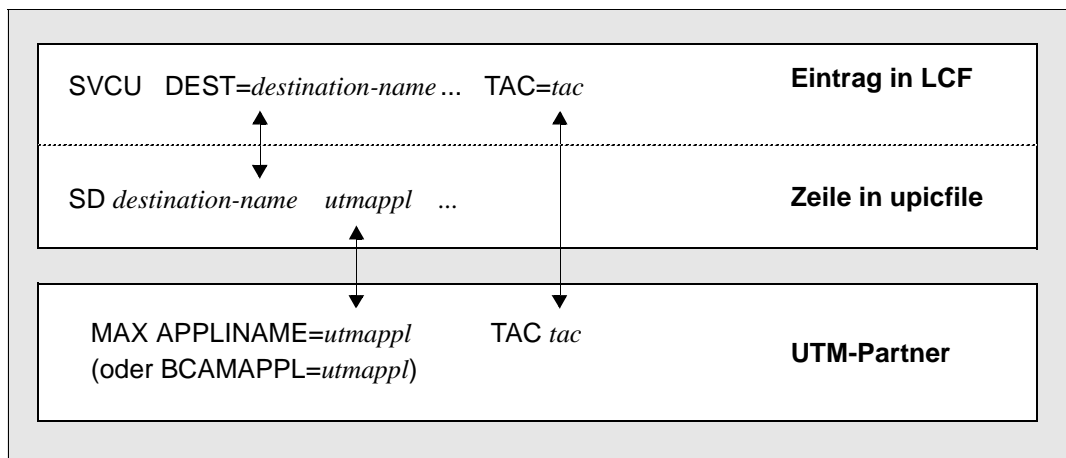 SVCU DEST=destination-name ... TAC=tac Eintrag in LCF
SD destination-name utmappl ... Zeile in upicfile
MAX APPLINAME=utmappl TAC tac
(oder BCAMAPPL=utmappl) UTM-Partner